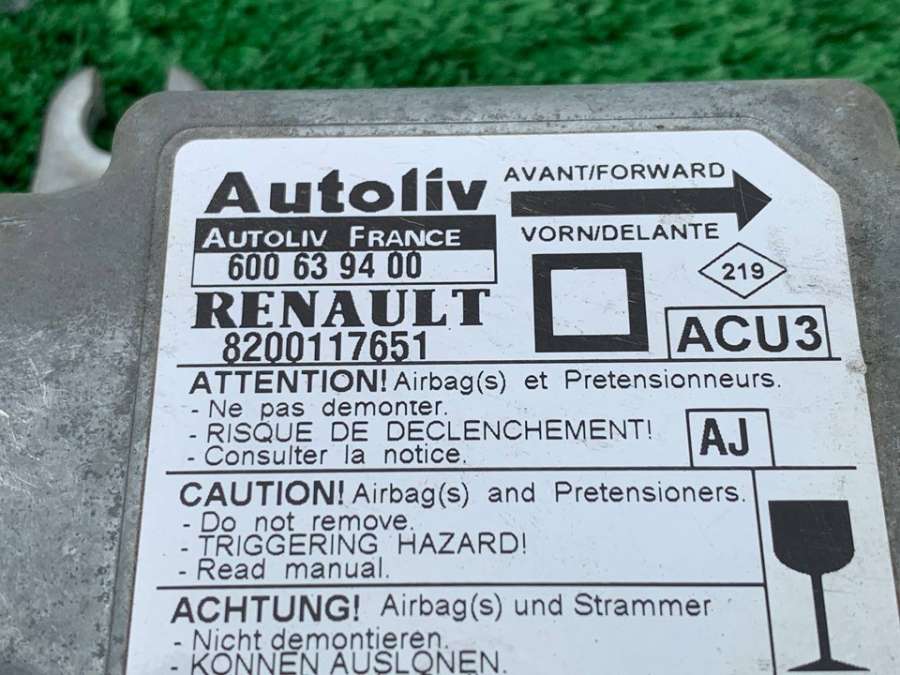 Autoliv
AUTOLIV FRANCE
600 63 94 00
RENAULT
8200117651
AVANT/FORWARD
VORN/DELANTE
219
ACU3
ATTENTION! Airbag(s) et Pretensionneurs.
- Ne pas demonter.
- RISQUE DE DECLENCHEMENT!
- Consulter la notice.
AJ
CAUTION! Airbag(s) and Pretensioners.
- Do not remove.
- TRIGGERING HAZARD!
- Read manual.
ACHTUNG! Airbag(s) und Strammer
- Nicht demontieren.
- KONNEN AUSLONEN.